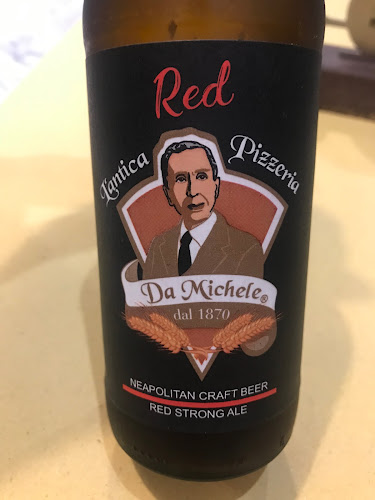 Red
L'antica Pizzeria
Da Michele®
dal 1870
NEAPOLITAN CRAFT BEER
RED STRONG ALE